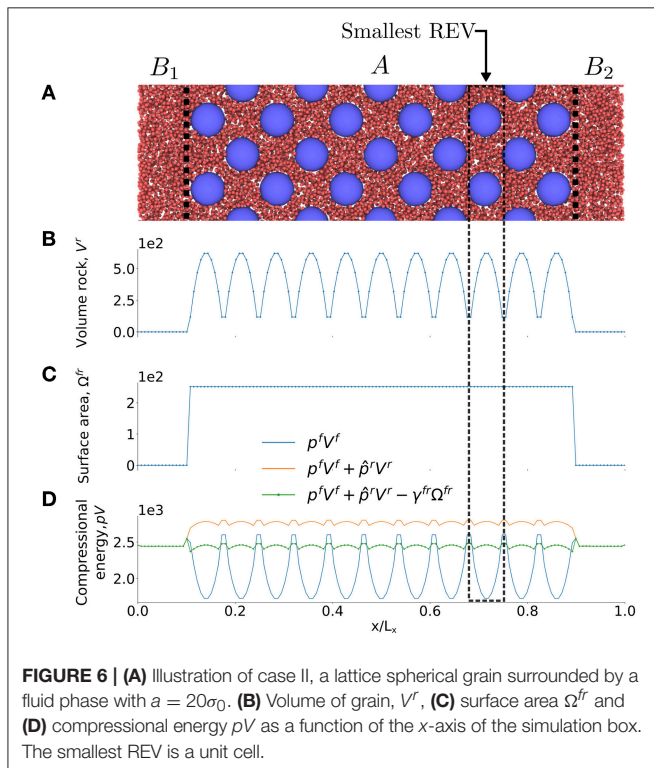 Smallest REV
B₁ A B₂
A
B
1e2
Volume rock, Vʳ
5.0
2.5
0.0
C
1e2
Surface area, Ωᶠʳ
2
1
0
pᶠVᶠ
pᶠVᶠ + p̂ʳVʳ
pᶠVᶠ + p̂ʳVʳ − γᶠʳΩᶠʳ
D
1e3
Compressional
energy,pV
2.5
2.0
0.0 0.2 0.4 0.6 0.8 1.0
x/Lₓ
FIGURE 6 | (A) Illustration of case II, a lattice spherical grain surrounded by a
fluid phase with a = 20σ₀. (B) Volume of grain, Vʳ, (C) surface area Ωᶠʳ and
(D) compressional energy pV as a function of the x-axis of the simulation box.
The smallest REV is a unit cell.